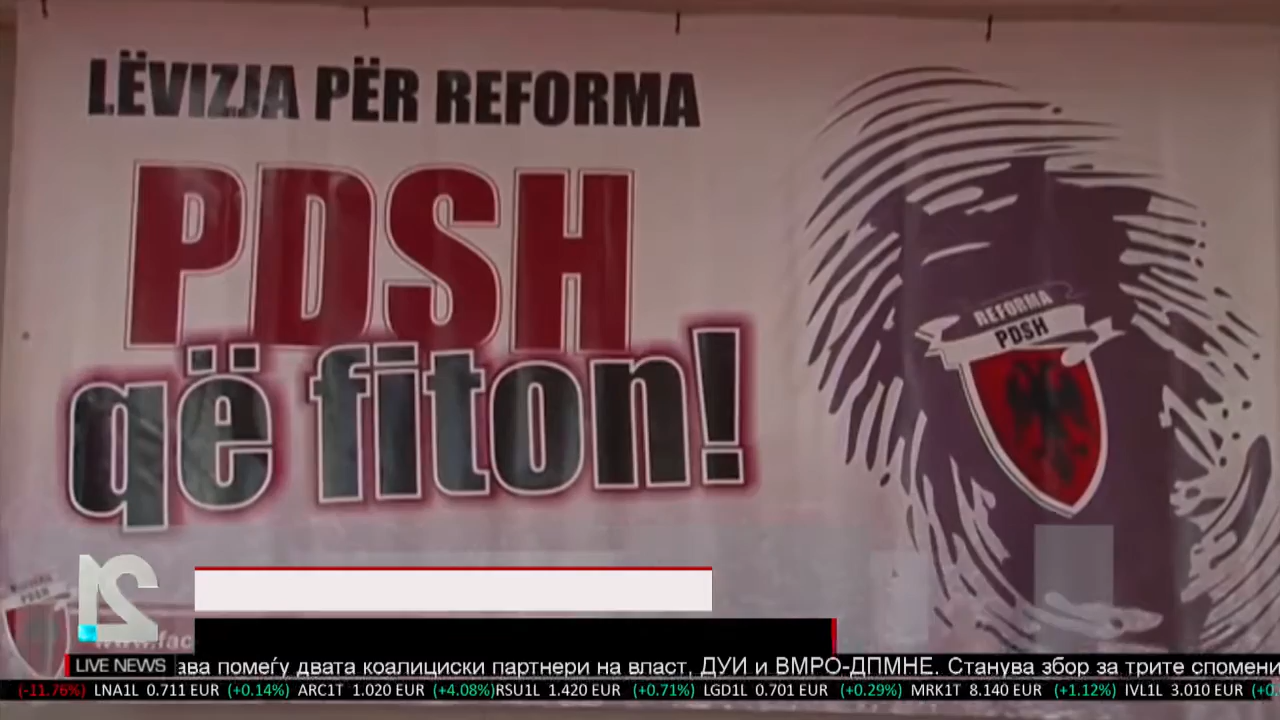 LËVIZJA PËR REFORMA
PDSH
që fiton!
REFORMA
PDSH
PDSH
LIVE NEWS
ава помеѓу двата коалициски партнери на власт, ДУИ и ВМРО-ДПМНЕ. Станува збор за трите
(-11.76%) LNA1L 0.711 EUR (+0.14%) ARC1T 1.020 EUR (+4.08%)RSU1L 1.420 EUR (+0.71%) LGD1L 0.701 EUR (+0.29%) MRK1T 8.140 EUR (+1.12%) IVL1L 3.010 EUR